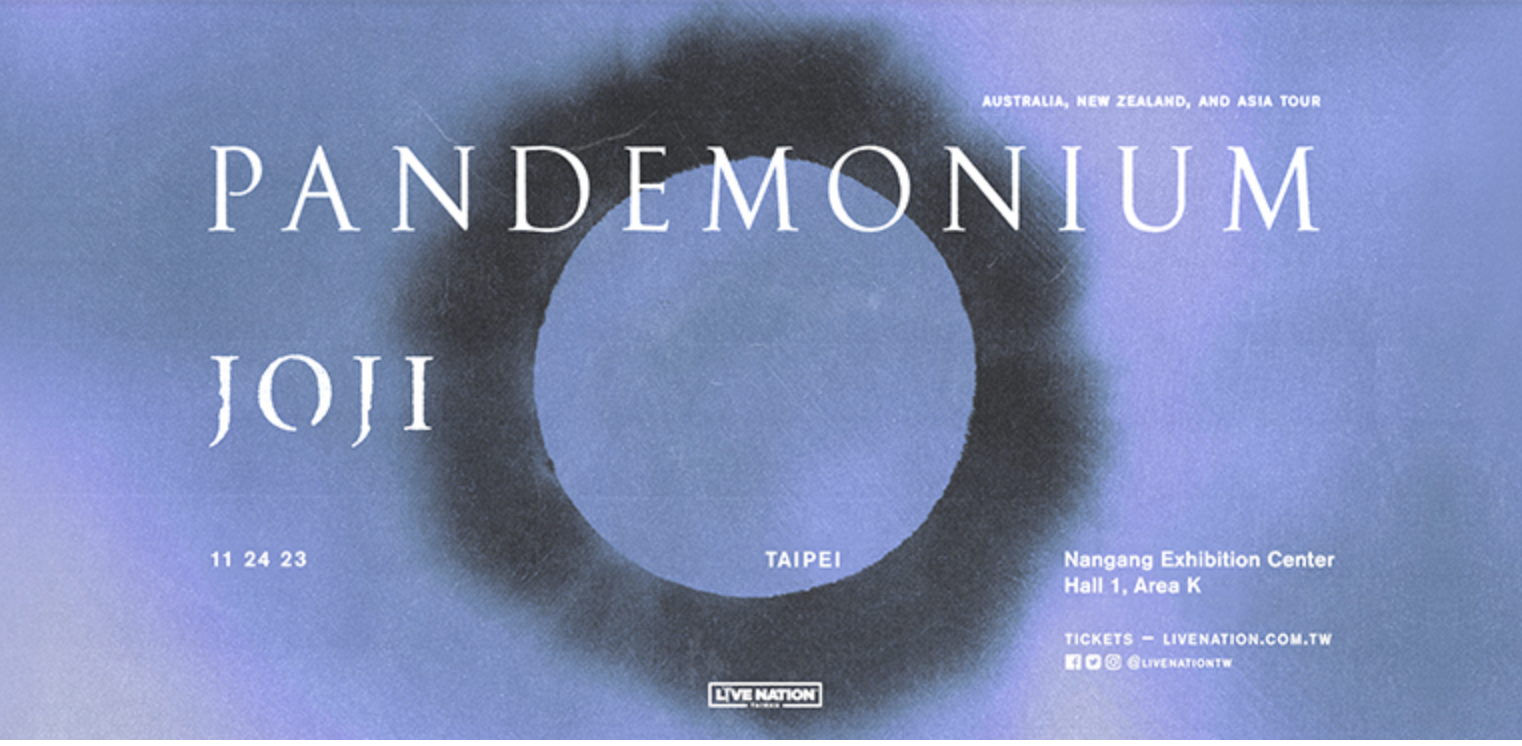 AUSTRALIA, NEW ZEALAND, AND ASIA TOUR
PANDEMONIUM
JOJI
11 24 23
TAIPEI
Nangang Exhibition Center
Hall 1, Area K
TICKETS — LIVENATION.COM.TW
@LIVENATIONTW
LIVE NATION
TAIWAN